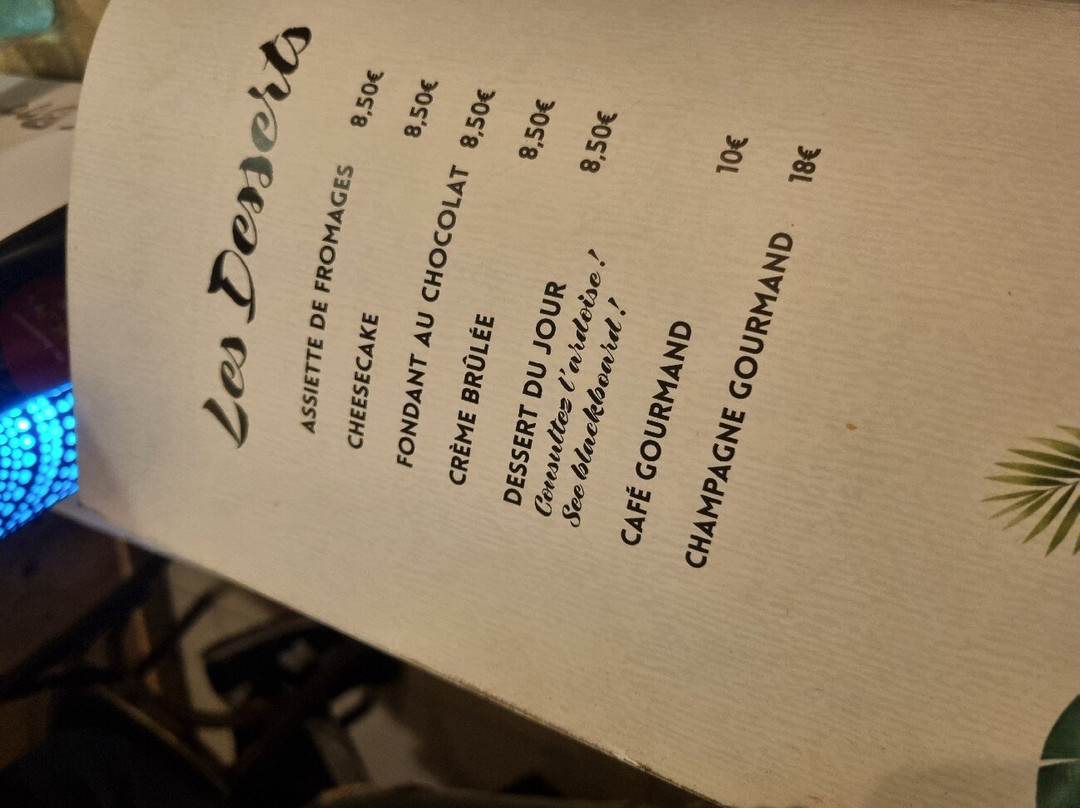 Les Desserts
ASSIETTE DE FROMAGES 8,50€
CHEESECAKE 8,50€
FONDANT AU CHOCOLAT 8,50€
CRÈME BRÛLÉE 8,50€
DESSERT DU JOUR 8,50€
Consultez l'ardoise !
See blackboard !
CAFÉ GOURMAND 10€
CHAMPAGNE GOURMAND 18€